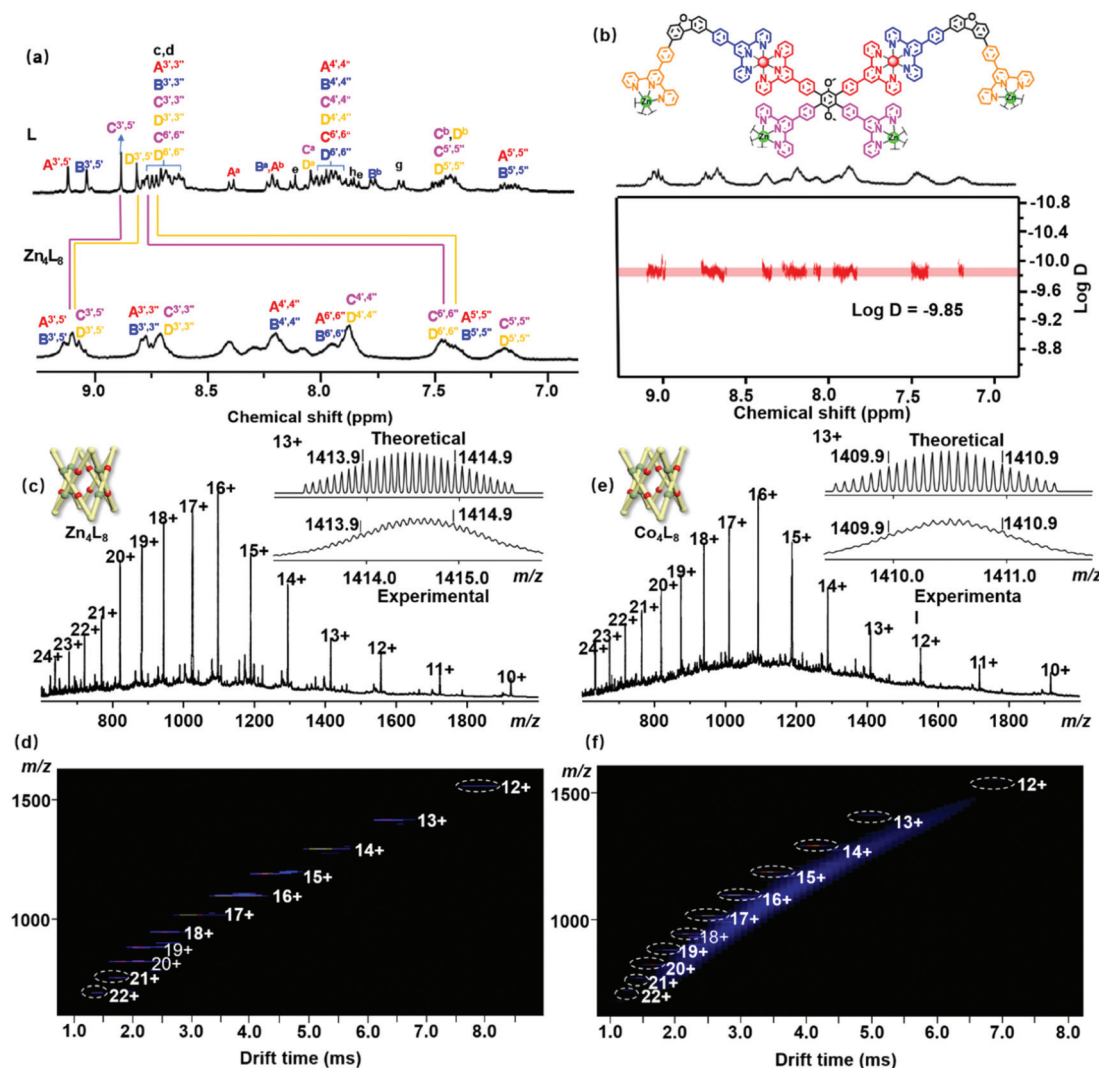 (a)
L
c,d
A3',3''
B3',3''
C3',3''
D3',3''
C6',6''
D6',6''
A4',4''
B4',4''
C4',4''
D4',4''
C6',6''
D6',6''
A3',5'
B3',5'
C3',5'
D3',5'
Aa
Ba,
Ab
e
Ca
Da
h
e
Bb
g
Cb,Db
C5',5''
D5',5''
A5',5''
B5',5''
Zn4L8
A3',5'
B3',5'
C3',5'
D3',5'
A3',3''
B3',3''
C3',3''
D3',3''
A4',4''
B4',4''
A6',6''
B6',6''
C4',4''
D4',4''
C6',6''
D6',6''
A5',5''
B5',5''
C5',5''
D5',5''
9.0 8.5 8.0 7.5 7.0
Chemical shift (ppm)
(b)
O
O
N
N
N
Zn
O
O
Zn
Zn
Zn
-10.8
-10.4
-10.0
-9.6
-9.2
-8.8
Log D
Log D = -9.85
9.0 8.5 8.0 7.5 7.0
Chemical shift (ppm)
(c)
Zn4L8
13+
Theoretical
1413.9 1414.9
1413.9 1414.9
1414.0 1415.0 m/z
Experimental
24+ 23+ 22+ 21+ 20+ 19+ 18+ 17+ 16+ 15+ 14+ 13+ 12+ 11+ 10+
800 1000 1200 1400 1600 1800 m/z
(e)
Co4L8
13+
Theoretical
1409.9 1410.9
1409.9 1410.9
1410.0 1411.0 m/z
Experimenta
l
24+ 23+ 22+ 21+ 20+ 19+ 18+ 17+ 16+ 15+ 14+ 13+ 12+ 11+ 10+
800 1000 1200 1400 1600 1800 m/z
(d)
m/z
1500
1000
12+
13+
14+
15+
16+
17+
18+
19+
20+
21+
22+
1.0 2.0 3.0 4.0 5.0 6.0 7.0 8.0
Drift time (ms)
(f)
m/z
1500
1000
12+
13+
14+
15+
16+
17+
18+
19+
20+
21+
22+
1.0 2.0 3.0 4.0 5.0 6.0 7.0 8.0
Drift time (ms)